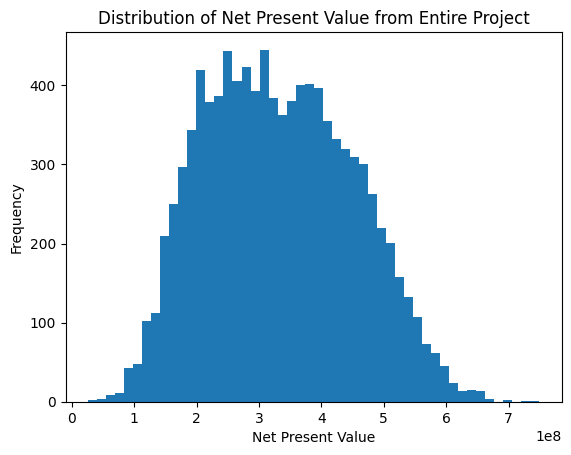 Distribution of Net Present Value from Entire Project
Frequency
400
300
200
100
0
0 1 2 3 4 5 6 7
1e8
Net Present Value